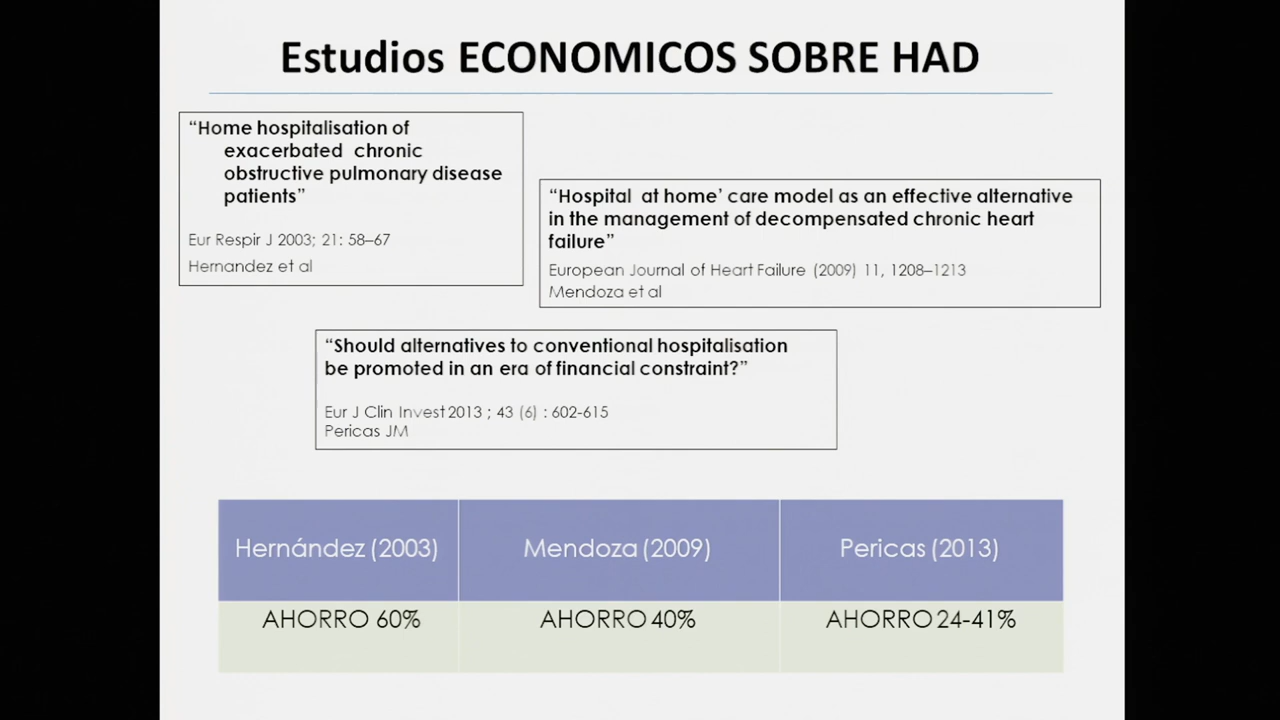 Estudios ECONOMICOS SOBRE HAD
“Home hospitalisation of
exacerbated chronic
obstructive pulmonary disease
patients”
Eur Respir J 2003; 21: 58–67
Hernandez et al
“Hospital at home’ care model as an effective alternative
in the management of decompensated chronic heart
failure”
European Journal of Heart Failure (2009) 11, 1208–1213
Mendoza et al
“Should alternatives to conventional hospitalisation
be promoted in an era of financial constraint?”
Eur J Clin Invest 2013 ; 43 (6) : 602-615
Pericas JM
Hernández (2003) Mendoza (2009) Pericas (2013)
AHORRO 60% AHORRO 40% AHORRO 24-41%